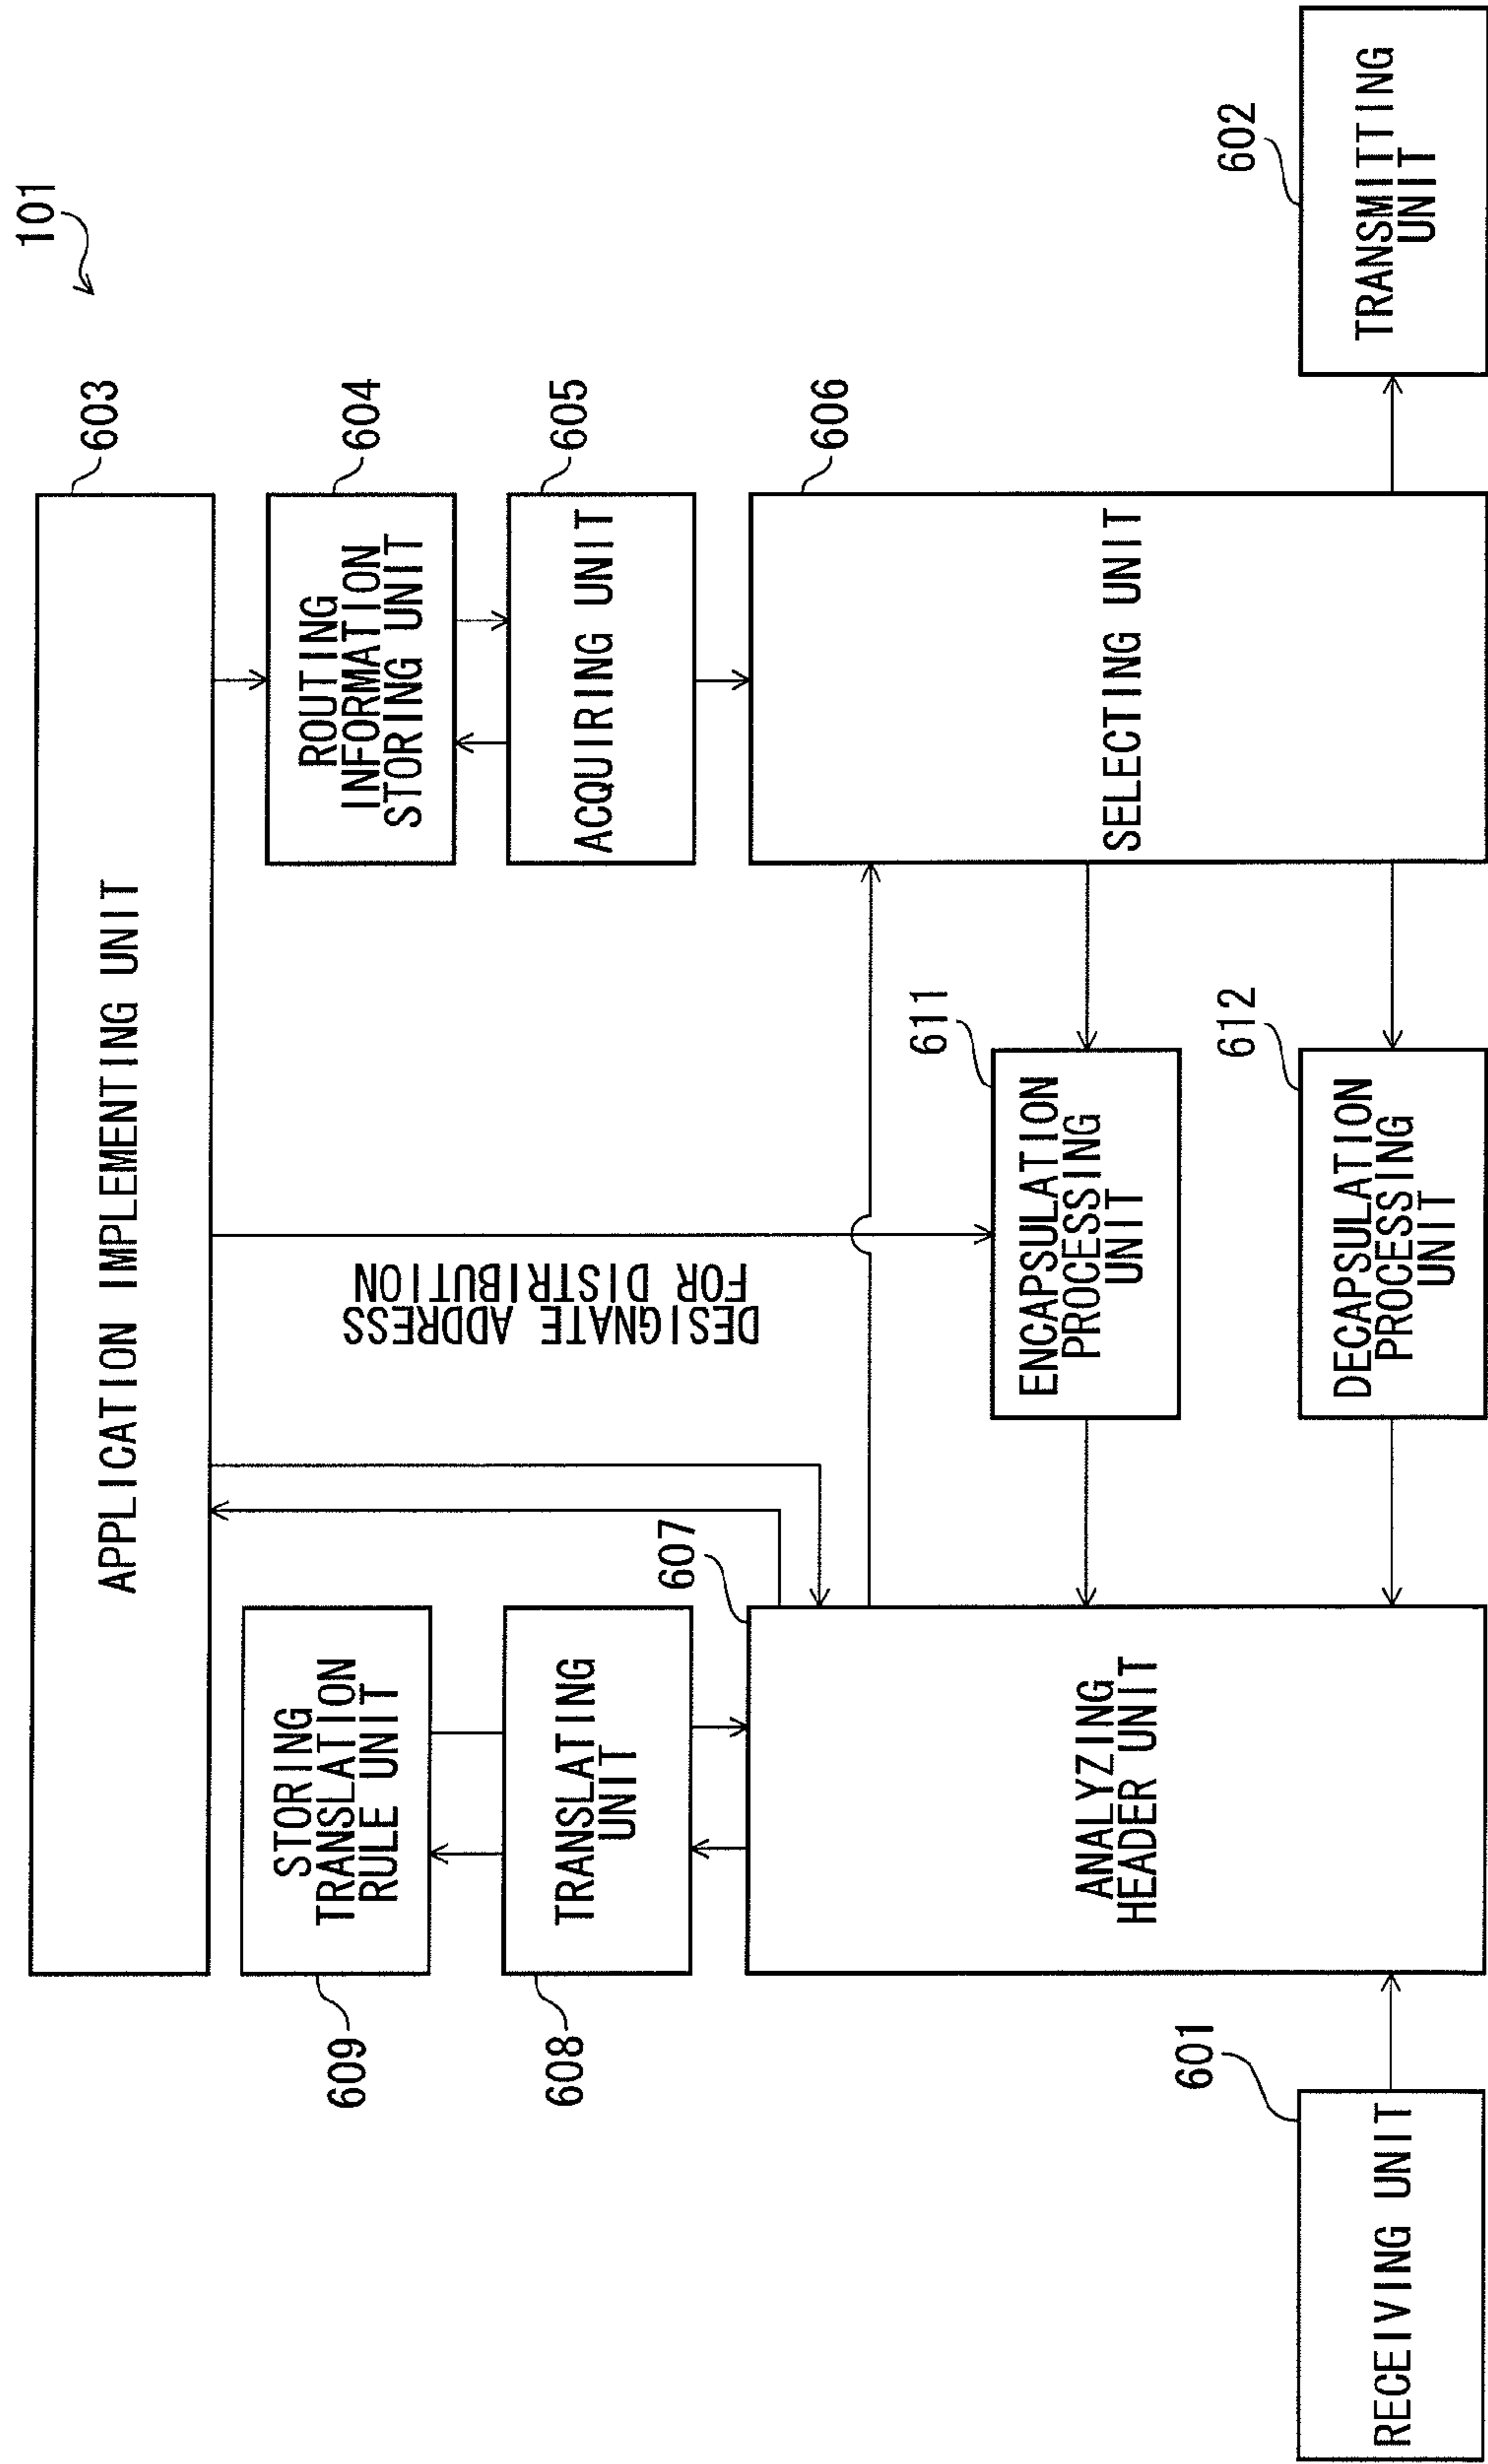 101
603
APPLICATION IMPLEMENTING UNIT
609
STORING
TRANSLATION
RULE UNIT
604
ROUTING
INFORMATION
STORING UNIT
608
TRANSLATING
UNIT
DESIGNATE ADDRESS
FOR DISTRIBUTION
605
ACQUIRING UNIT
607
ANALYZING
HEADER UNIT
611
ENCAPSULATION
PROCESSING
UNIT
606
SELECTING UNIT
601
RECEIVING UNIT
612
DECAPSULATION
PROCESSING
UNIT
602
TRANSMITTING
UNIT